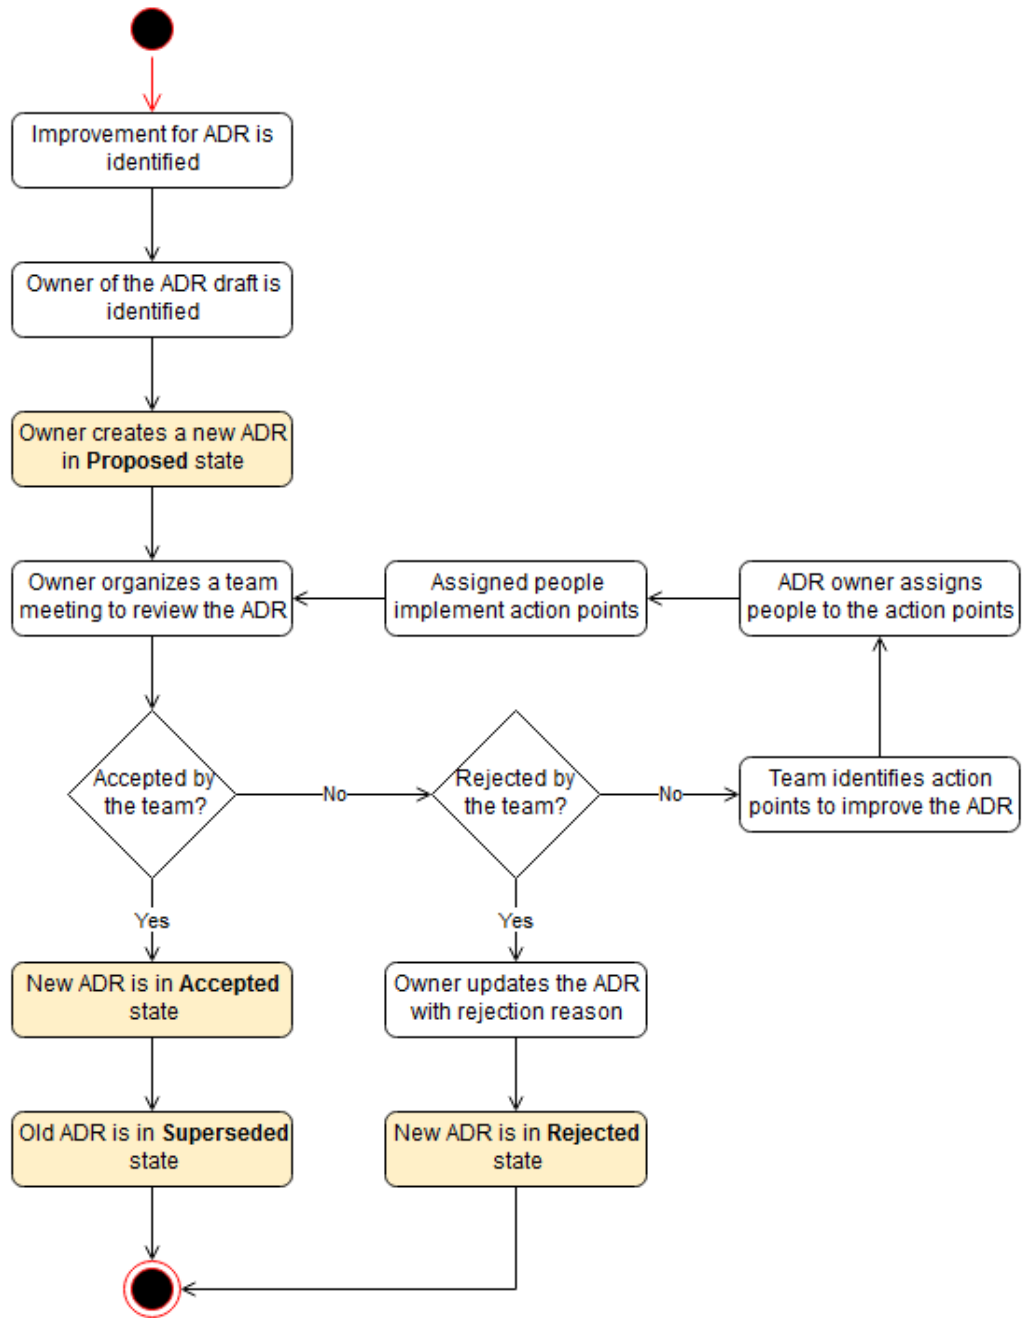 Improvement for ADR is
identified
Owner of the ADR draft is
identified
Owner creates a new ADR
in Proposed state
Owner organizes a team
meeting to review the ADR
Assigned people
implement action points
ADR owner assigns
people to the action points
Accepted by
the team?
No
Rejected by
the team?
No
Team identifies action
points to improve the ADR
Yes
Yes
New ADR is in Accepted
state
Owner updates the ADR
with rejection reason
Old ADR is in Superseded
state
New ADR is in Rejected
state